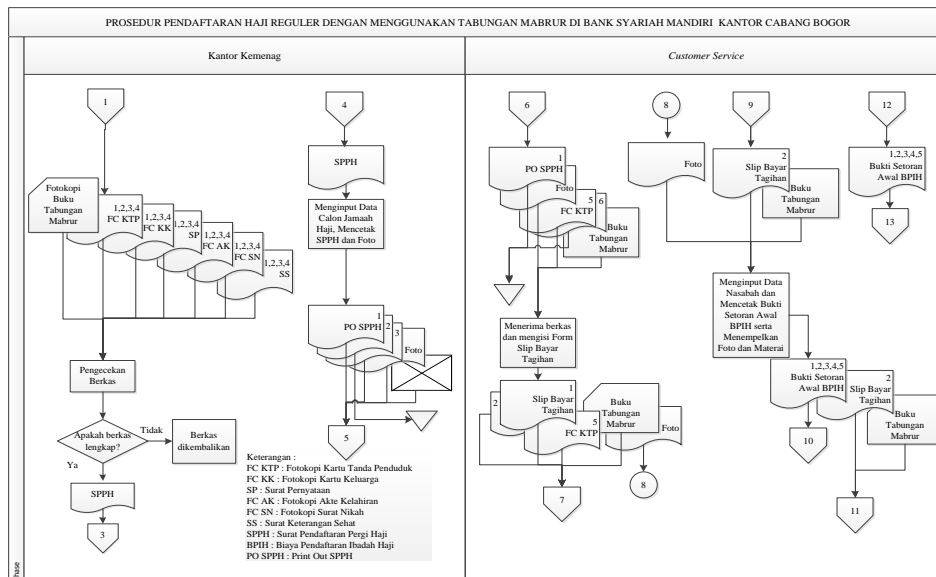 PROSEDUR PENDAFTARAN HAJI REGULER DENGAN MENGGUNAKAN TABUNGAN MABRUR DI BANK SYARIAH MANDIRI KANTOR CABANG BOGOR
Kantor Kemenag
Customer Service
1
Fotokopi
Buku
Tabungan
Mabrur
1,2,3,4
FC KTP
1,2,3,4
FC KK
1,2,3,4
SP
1,2,3,4
FC AK
1,2,3,4
FC SN
1,2,3,4
SS
Pengecekan
Berkas
Apakah berkas
lengkap?
Tidak
Berkas
dikembalikan
Ya
SPPH
3
4
SPPH
Menginput Data
Calon Jamaah
Haji, Mencetak
SPPH dan Foto
1
PO SPPH
2
3
Foto
5
Keterangan :
FC KTP : Fotokopi Kartu Tanda Penduduk
FC KK : Fotokopi Kartu Keluarga
SP : Surat Pernyataan
FC AK : Fotokopi Akte Kelahiran
FC SN : Fotokopi Surat Nikah
SS : Surat Keterangan Sehat
SPPH : Surat Pendaftaran Pergi Haji
BPIH : Biaya Pendaftaran Ibadah Haji
PO SPPH : Print Out SPPH
6
1
PO SPPH
Foto
5
FC KTP
6
Buku
Tabungan
Mabrur
Menerima berkas
dan mengisi Form
Slip Bayar
Tagihan
1
Slip Bayar
Tagihan
2
5
FC KTP
Buku
Tabungan
Mabrur
Foto
7
8
8
Foto
9
2
Slip Bayar
Tagihan
Buku
Tabungan
Mabrur
Menginput Data
Nasabah dan
Mencetak Bukti
Setoran Awal
BPIH serta
Menempelkan
Foto dan Materai
1,2,3,4,5
Bukti Setoran
Awal BPIH
2
Slip Bayar
Tagihan
Buku
Tabungan
Mabrur
10
11
12
1,2,3,4,5
Bukti Setoran
Awal BPIH
13
hase